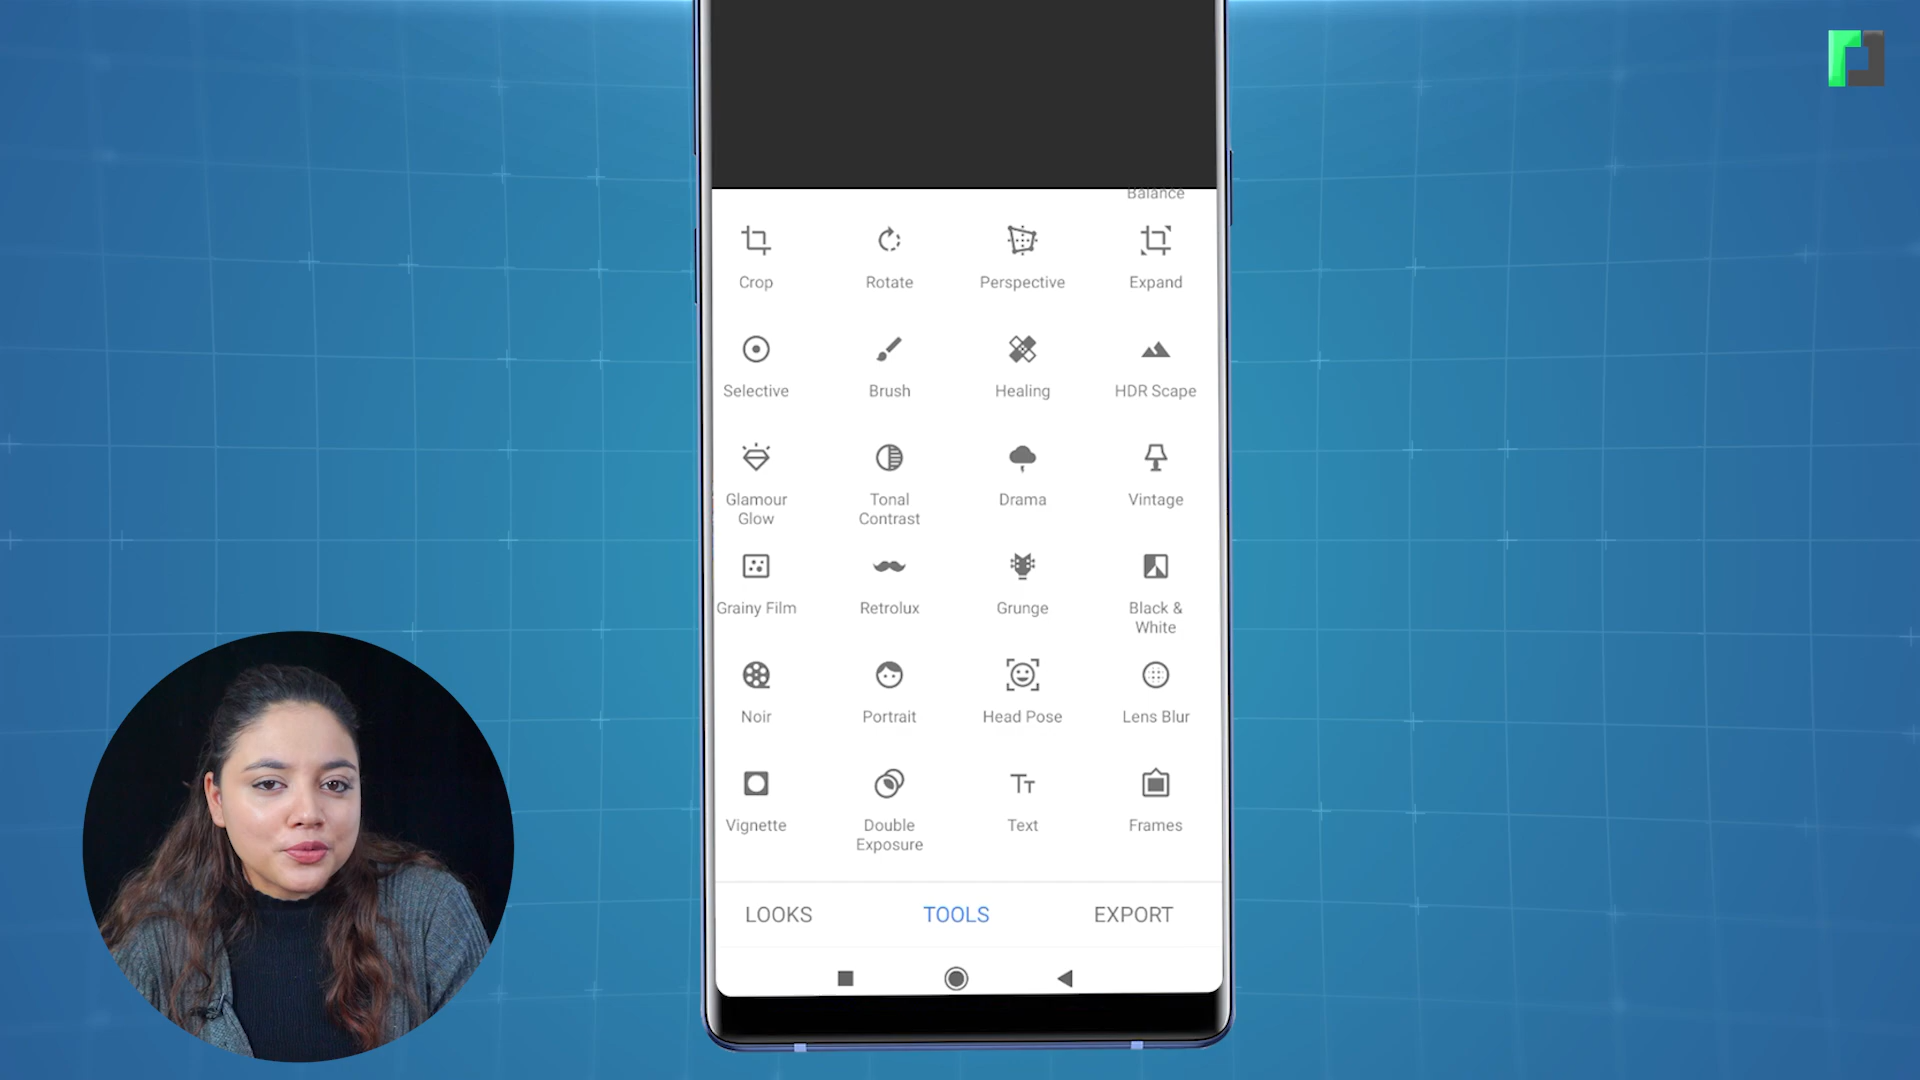 Balance
Crop Rotate Perspective Expand
Selective Brush Healing HDR Scape
Glamour Tonal Drama Vintage
Glow Contrast
Grainy Film Retrolux Grunge Black &
White
Noir Portrait Head Pose Lens Blur
Vignette Double Text Frames
Exposure
LOOKS TOOLS EXPORT